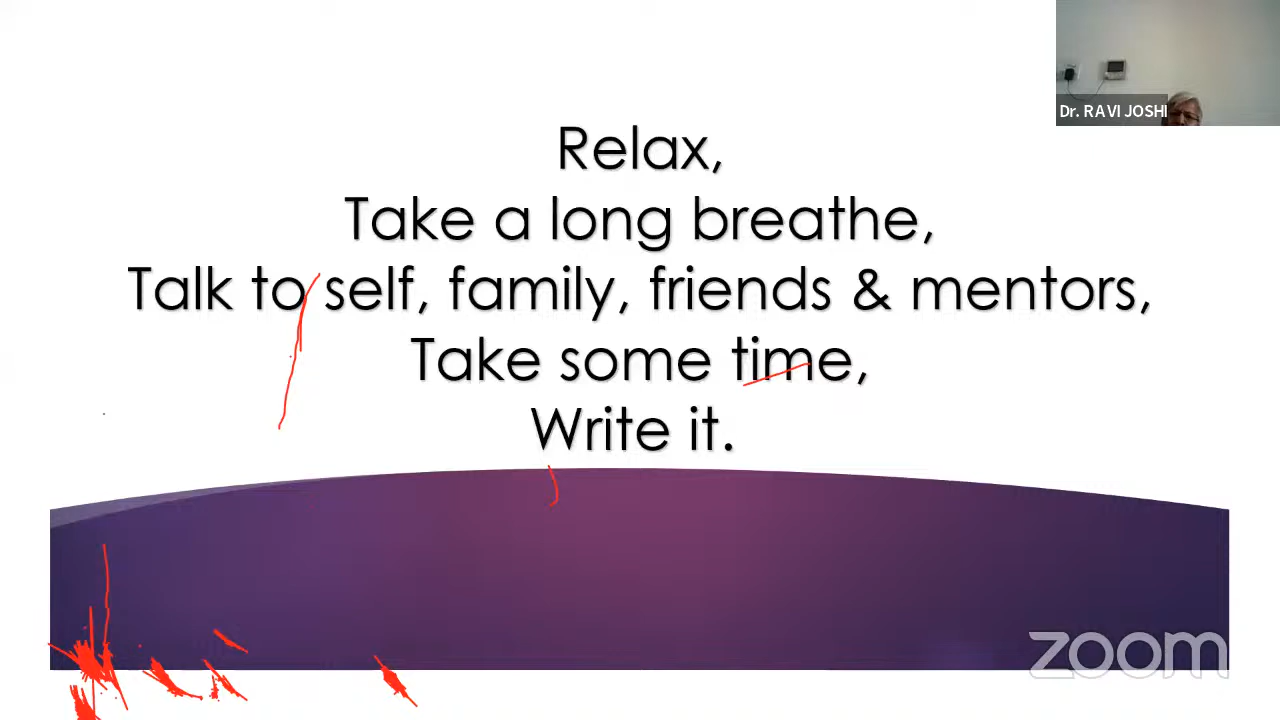 Dr. RAVI JOSHI
Relax,
Take a long breathe,
Talk to self, family, friends & mentors,
Take some time,
Write it.
zoom